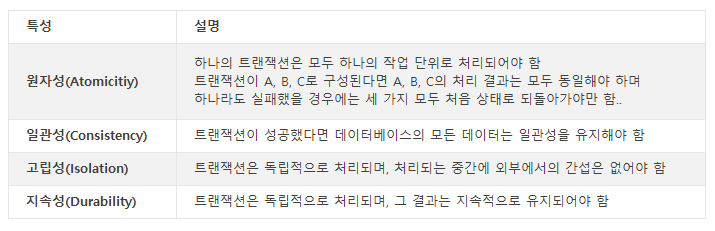 특성 설명
원자성(Atomicitiy) 하나의 트랜잭션은 모두 하나의 작업 단위로 처리되어야 함
트랜잭션이 A, B, C로 구성된다면 A, B, C의 처리 결과는 모두 동일해야 하며
하나라도 실패했을 경우에는 세 가지 모두 처음 상태로 되돌아가야만 함..
일관성(Consistency) 트랜잭션이 성공했다면 데이터베이스의 모든 데이터는 일관성을 유지해야 함
고립성(Isolation) 트랜잭션은 독립적으로 처리되며, 처리되는 중간에 외부에서의 간섭은 없어야 함
지속성(Durability) 트랜잭션은 독립적으로 처리되며, 그 결과는 지속적으로 유지되어야 함